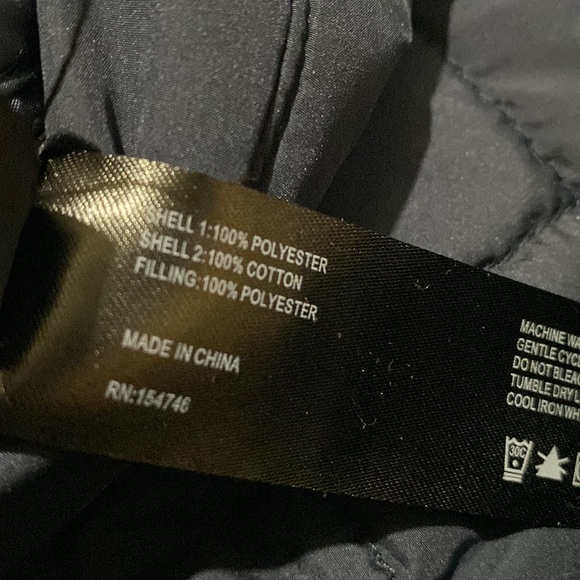 SHELL 1:100% POLYESTER
SHELL 2:100% COTTON
FILLING:100% POLYESTER
MADE IN CHINA
RN:154746
MACHINE WA
GENTLE CYC
DO NOT BLEAC
TUMBLE DRY L
COOL IRON WH
30C